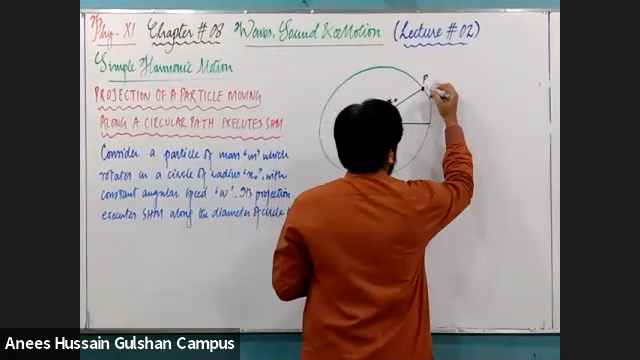 Phy- XI Chapter # 08 Waves, Sound & Motion (Lecture # 02)
Simple Harmonic Motion
PROJECTION OF A PARTICLE MOVING
ALONG A CIRCULAR PATH EXECUTES SHM
Consider a particle of mass "m" which
rotates in a circle of radius "x₀", with
constant angular speed 'ω'. Its projection
executes SHM along the diameter of circle
P
x₀
Anees Hussain Gulshan Campus